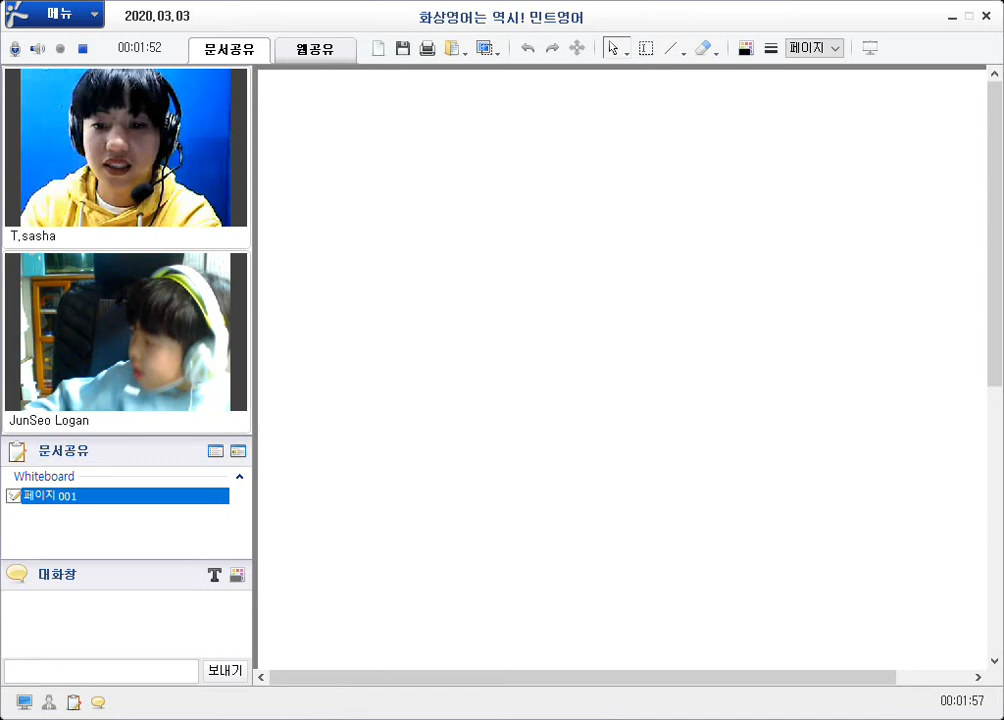 메뉴
2020.03.03
화상영어는 역시! 민트영어
00:01:52
문서공유
웹공유
페이지
T.sasha
JunSeo Logan
문서공유
Whiteboard
페이지 001
대화창
T
보내기
00:01:57